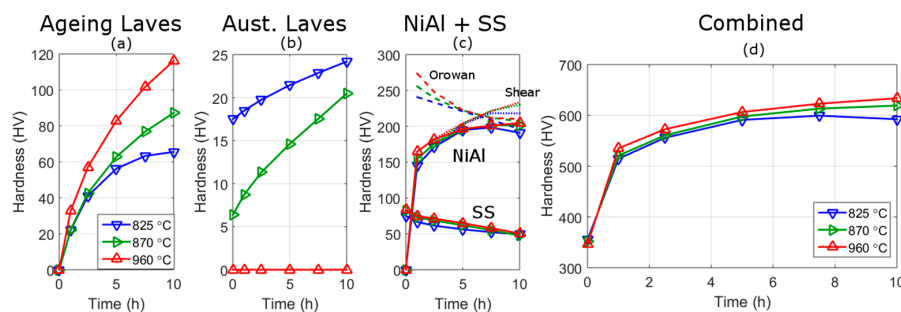 Ageing Laves
Aust. Laves
NiAl + SS
Combined
(a)
(b)
(c)
(d)
Hardness (HV)
120
100
80
60
40
20
0
0
5
10
Time (h)
825 °C
870 °C
960 °C
Hardness (HV)
25
20
15
10
5
0
0
5
10
Time (h)
Hardness (HV)
300
250
200
150
100
50
0
Orowan
Shear
NiAl
SS
0
5
10
Time (h)
Hardness (HV)
700
600
500
400
300
0
2
4
6
8
10
Time (h)
825 °C
870 °C
960 °C